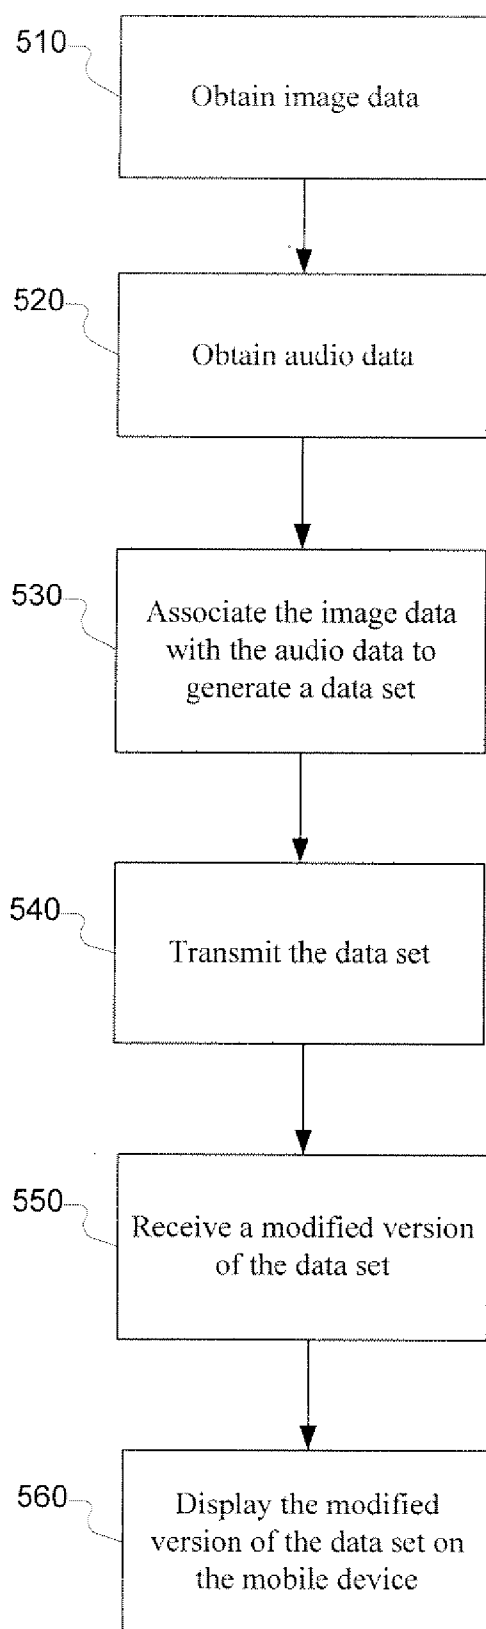 510
Obtain image data
520
Obtain audio data
530
Associate the image data
with the audio data to
generate a data set
540
Transmit the data set
550
Receive a modified version
of the data set
560
Display the modified
version of the data set on
the mobile device